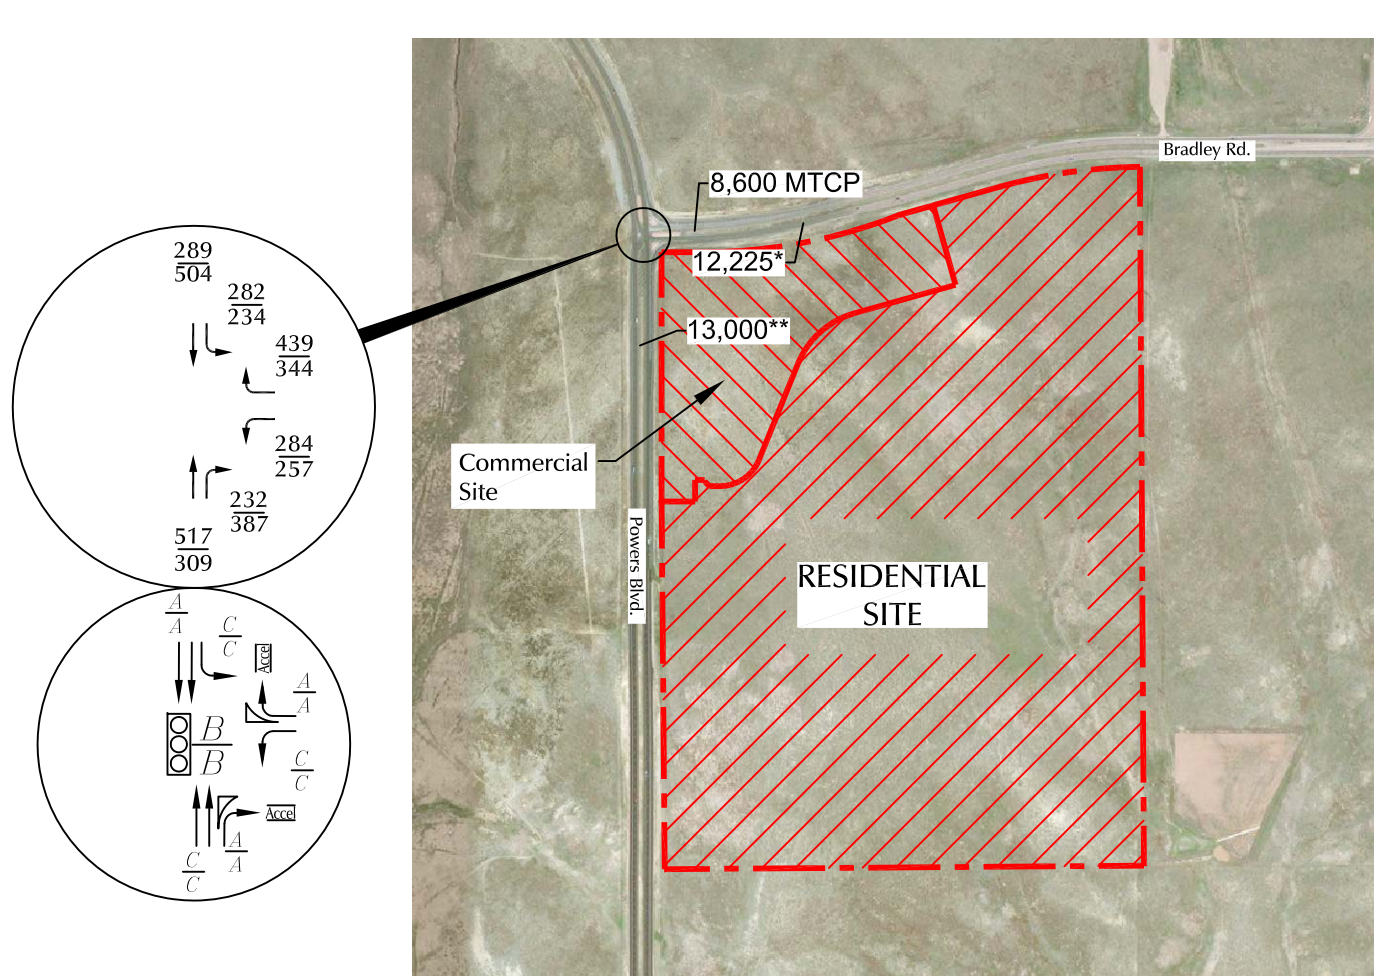 Bradley Rd.
8,600 MTCP
12,225*
13,000**
289
504
282
234
439
344
284
257
232
387
517
309
Commercial
Site
Powers Blvd.
RESIDENTIAL
SITE
A
A
C
C
Accel
A
A
B
B
C
C
Accel
A
A
C
C